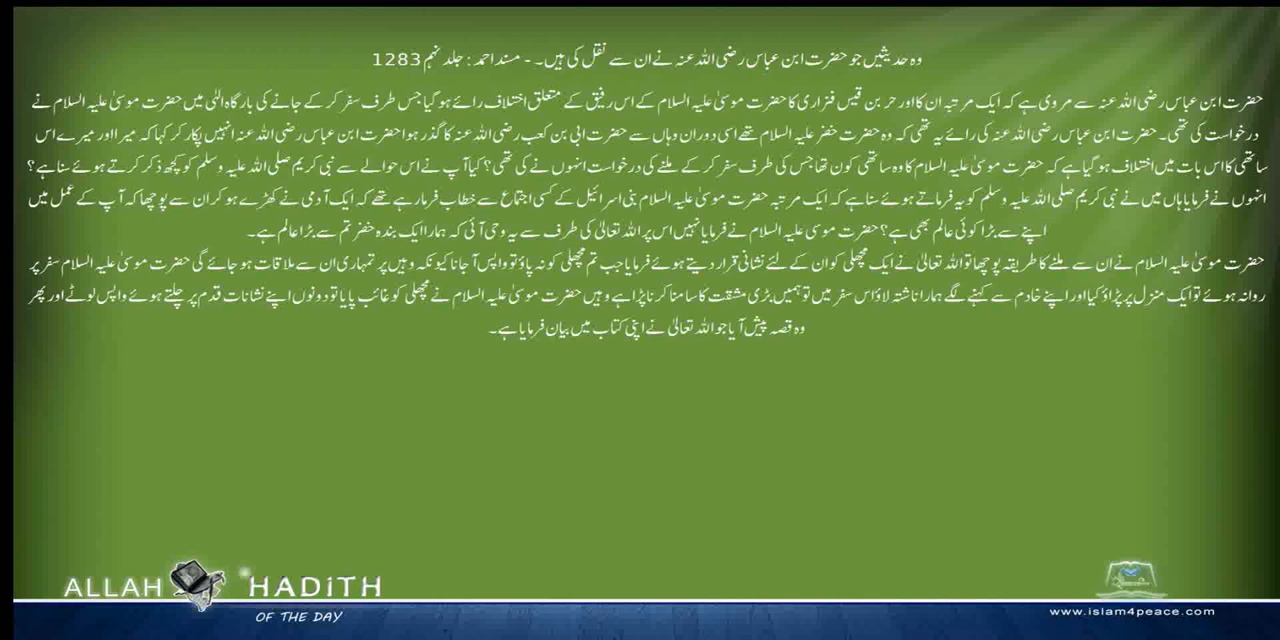 وہ حدیثیں جو حضرت ابن عباس رضی اللہ عنہ نے ان سے نقل کی ہیں۔ - مسند احمد : جلد نہم 1283
حضرت ابن عباس رضی اللہ عنہ سے مروی ہے کہ ایک مرتبہ ان کا اور حر بن قیس فزاری کا حضرت موسیٰ علیہ السلام کے اس رفیق کے متعلق اختلاف رائے ہو گیا جس طرف سفر کر کے جانے کی بارگاہ الٰہی میں حضرت موسیٰ علیہ السلام نے
درخواست کی تھی۔ حضرت ابن عباس رضی اللہ عنہ کی رائے یہ تھی کہ وہ حضرت خضر علیہ السلام تھے اسی دوران وہاں سے حضرت ابی بن کعب رضی اللہ عنہ کا گذر ہوا حضرت ابن عباس رضی اللہ عنہ انہیں پکار کر کہا کہ میرا اور میرے اس
ساتھی کا اس بات میں اختلاف ہو گیا ہے کہ حضرت موسیٰ علیہ السلام کا وہ ساتھی کون تھا جس کی طرف سفر کر کے ملنے کی درخواست انہوں نے کی تھی؟ کیا آپ نے اس حوالے سے نبی کریم صلی اللہ علیہ وسلم کو کچھ ذکر کرتے ہوئے سنا ہے؟
انہوں نے فرمایا ہاں میں نے نبی کریم صلی اللہ علیہ وسلم کو یہ فرماتے ہوئے سنا ہے کہ ایک مرتبہ حضرت موسیٰ علیہ السلام بنی اسرائیل کے کسی اجتماع سے خطاب فرما رہے تھے کہ ایک آدمی نے کھڑے ہو کر ان سے پوچھا کہ آپ کے عمل میں
اپنے سے بڑا کوئی عالم بھی ہے؟ حضرت موسی علیہ السلام نے فرمایا نہیں اس پر اللہ تعالیٰ کی طرف سے یہ وحی آئی کہ ہمارا ایک بندہ خضر تم سے بڑا عالم ہے۔
حضرت موسیٰ علیہ السلام نے ان سے ملنے کا طریقہ پوچھا تو اللہ تعالیٰ نے ایک مچھلی کو ان کے لئے نشانی قرار دیتے ہوئے فرمایا جب تم مچھلی کو نہ پاؤ تو واپس آ جانا کیونکہ وہیں پر تمہاری ان سے ملاقات ہو جائے گی حضرت موسیٰ علیہ السلام سفر پر
روانہ ہوئے تو ایک منزل پر پڑاؤ کیا اور اپنے خادم سے کہنے لگے ہمارا ناشتہ لاؤ اس سفر میں تو ہمیں بڑی مشقت کا سامنا کرنا پڑا ہے وہیں حضرت موسیٰ علیہ السلام نے مچھلی کو غائب پایا تو دونوں اپنے نشانات قدم پر چلتے ہوئے واپس لوٹے اور پھر
وہ قصہ پیش آیا جو اللہ تعالیٰ نے اپنی کتاب میں بیان فرمایا ہے۔
ALLAH HADiTH
OF THE DAY
www.islam4peace.com